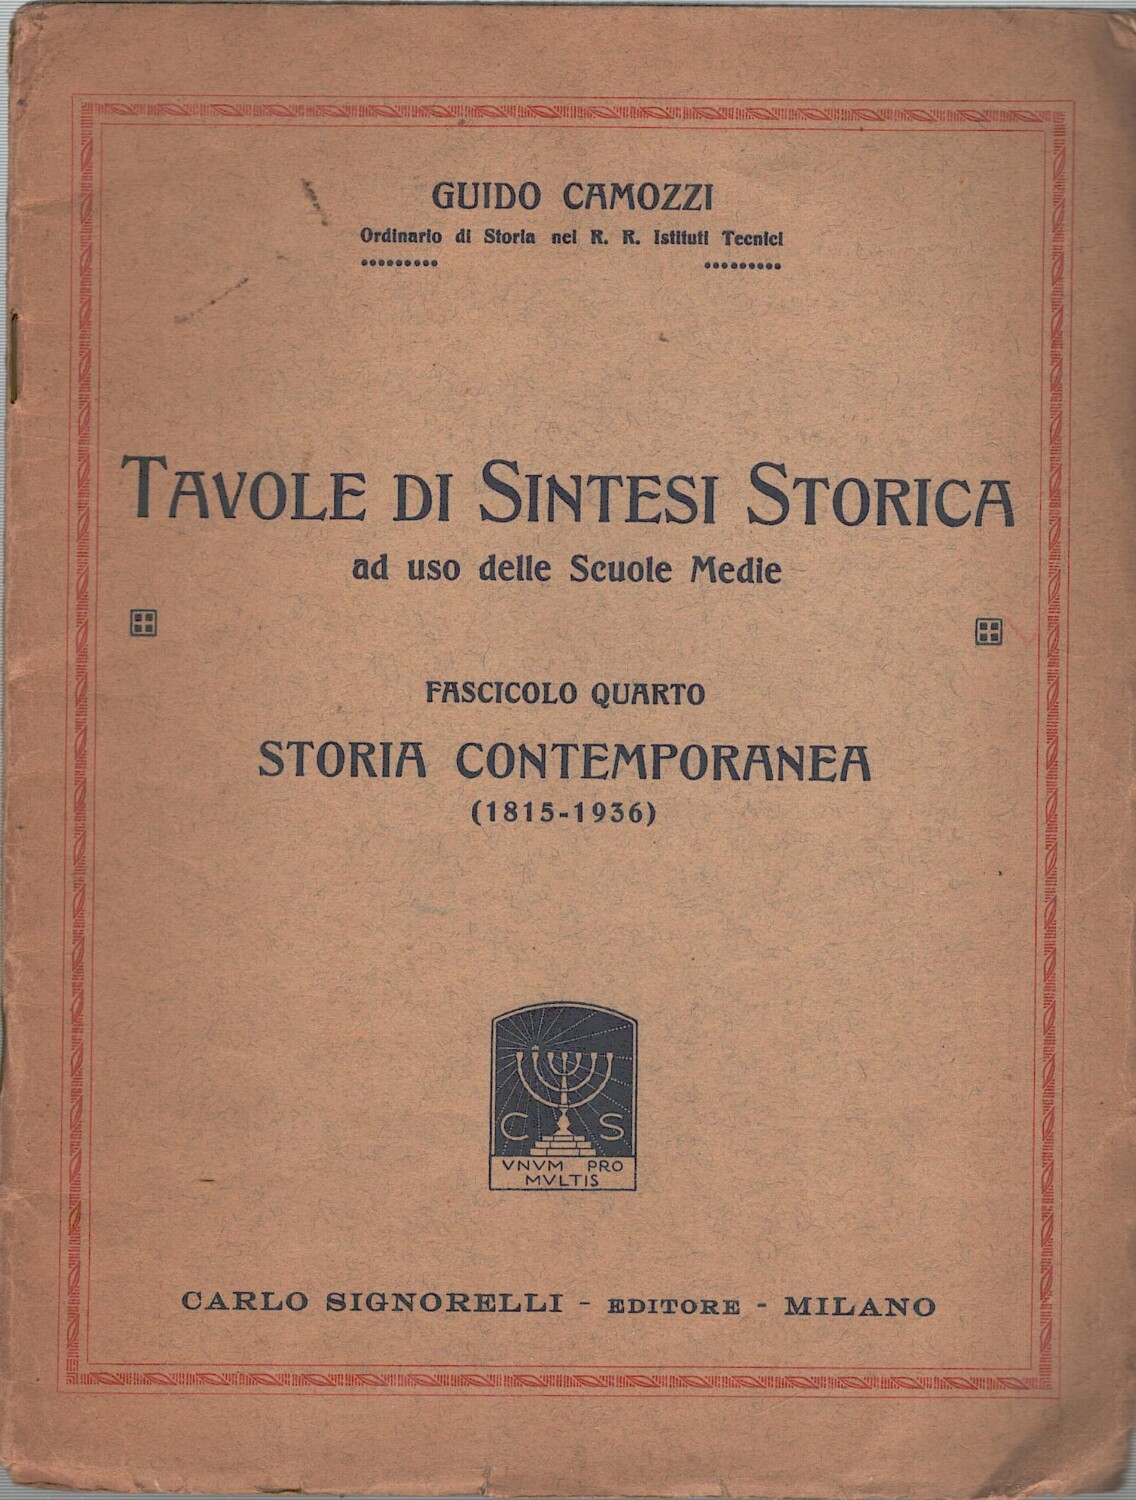 GUIDO CAMOZZI
Ordinario di Storia nei R. R. Istituti Tecnici
TAVOLE DI SINTESI STORICA
ad uso delle Scuole Medie
FASCICOLO QUARTO
STORIA CONTEMPORANEA
(1815-1936)
C S
VNVM PRO
MVLTIS
CARLO SIGNORELLI - EDITORE - MILANO